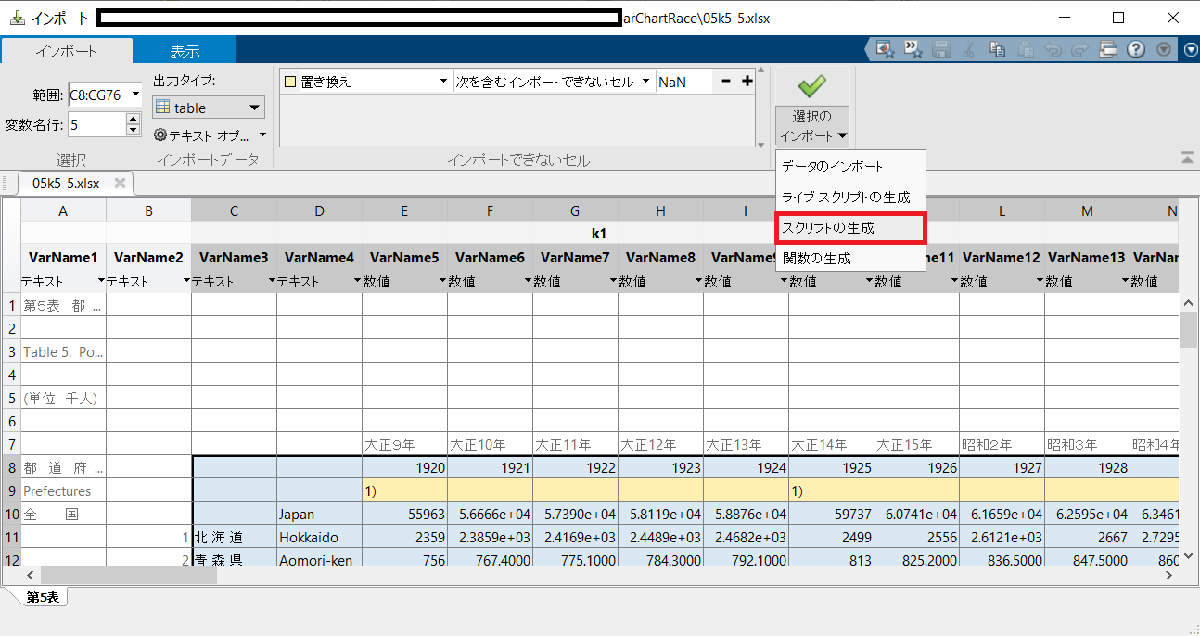 インポート arChartRace\05k5-5.xlsx
インポート 表示
範囲: C8:CG76
変数名行: 5
選択
出力タイプ:
table
テキスト オプ...
インポートデータ
置き換え 次を含むインポートできないセル NaN
インポートできないセル
選択の
インポート
データのインポート
ライブ スクリプトの生成
スクリプトの生成
関数の生成
05k5-5.xlsx
A B C D E F G H I L M N
k1
VarName1 VarName2 VarName3 VarName4 VarName5 VarName6 VarName7 VarName8 VarName9 VarName12 VarName13
テキスト テキスト テキスト テキスト 数値 数値 数値 数値 数値 数値 数値 数値 数値 数値
1 第5表 都 ...
2
3 Table 5. Po...
4
5 (単位 千人)
6
7 大正9年 大正10年 大正11年 大正12年 大正13年 大正14年 大正15年 昭和2年 昭和3年 昭和4年
8 都 道 府 ... 1920 1921 1922 1923 1924 1925 1926 1927 1928
9 Prefectures 1) 1)
10 全 国 Japan 55963 5.6666e+04 5.7390e+04 5.8119e+04 5.8876e+04 59737 6.0741e+04 6.1659e+04 6.2595e+04 6.3461
11 1 北 海 道 Hokkaido 2359 2.3859e+03 2.4169e+03 2.4489e+03 2.4682e+03 2499 2556 2.6121e+03 2667 2.7295
12 2 青 森 県 Aomori-ken 756 767.4000 775.1000 784.3000 792.1000 813 825.2000 836.5000 847.5000 860
第5表